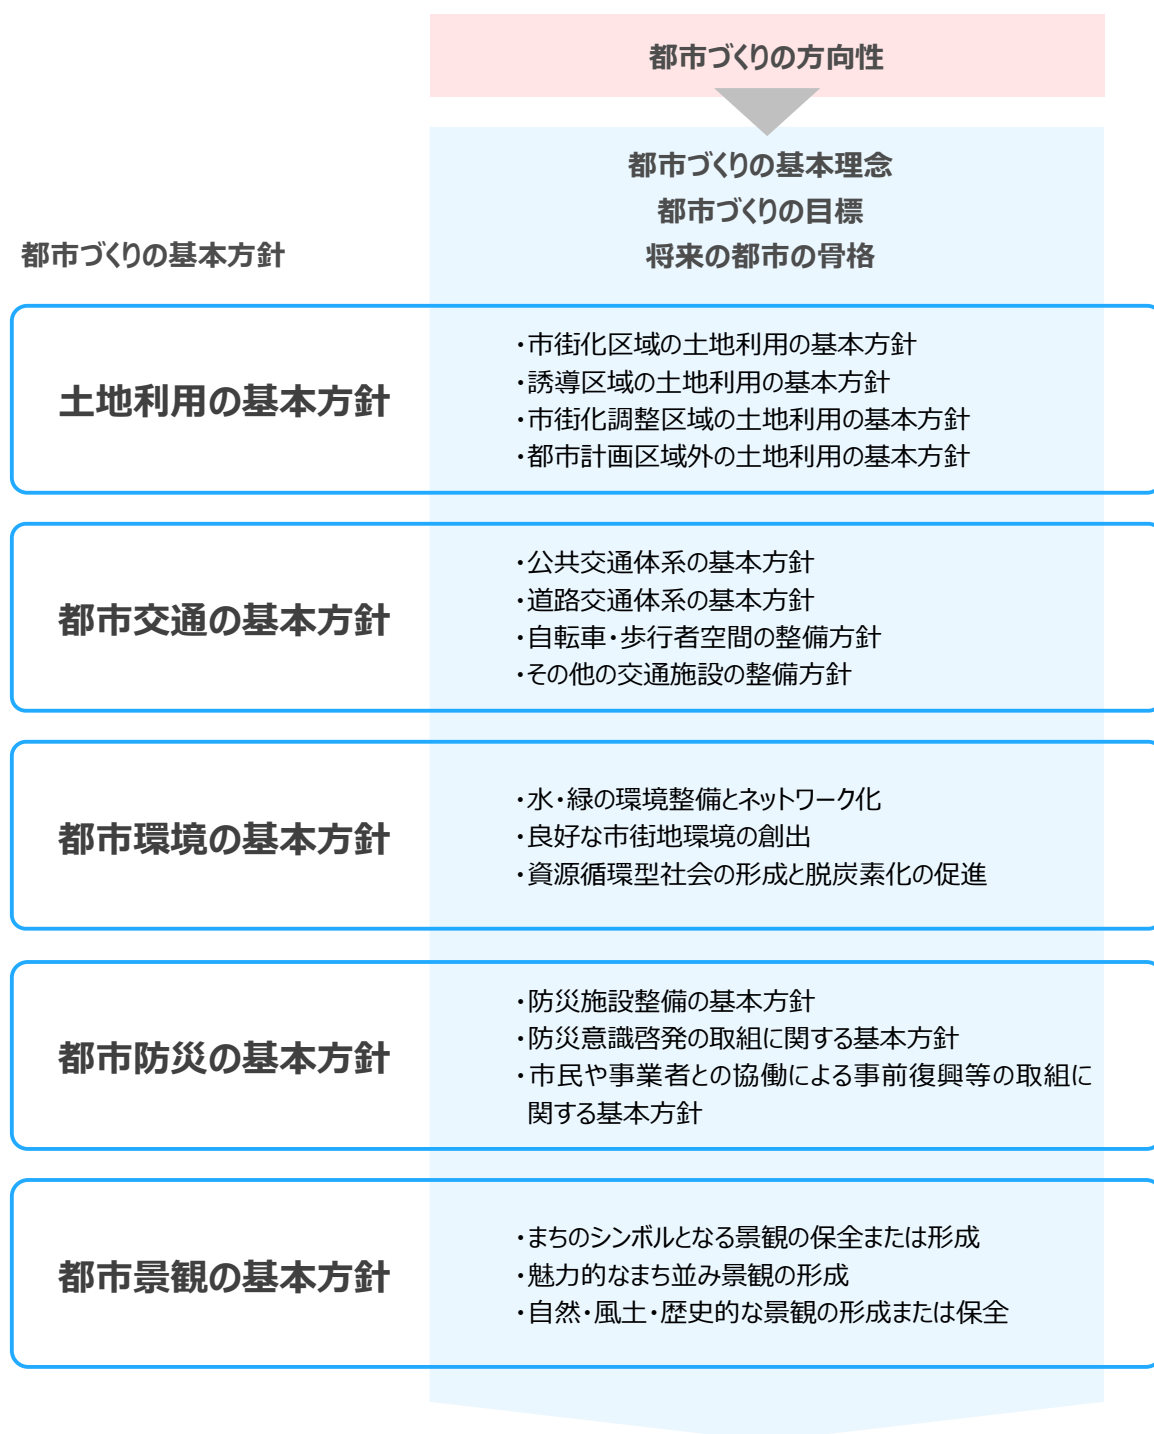 都市づくりの方向性
都市づくりの基本理念
都市づくりの目標
将来の都市の骨格
都市づくりの基本方針
土地利用の基本方針
・市街化区域の土地利用の基本方針
・誘導区域の土地利用の基本方針
・市街化調整区域の土地利用の基本方針
・都市計画区域外の土地利用の基本方針
都市交通の基本方針
・公共交通体系の基本方針
・道路交通体系の基本方針
・自転車・歩行者空間の整備方針
・その他の交通施設の整備方針
都市環境の基本方針
・水・緑の環境整備とネットワーク化
・良好な市街地環境の創出
・資源循環型社会の形成と脱炭素化の促進
都市防災の基本方針
・防災施設整備の基本方針
・防災意識啓発の取組に関する基本方針
・市民や事業者との協働による事前復興等の取組に
関する基本方針
都市景観の基本方針
・まちのシンボルとなる景観の保全または形成
・魅力的なまち並み景観の形成
・自然・風土・歴史的な景観の形成または保全